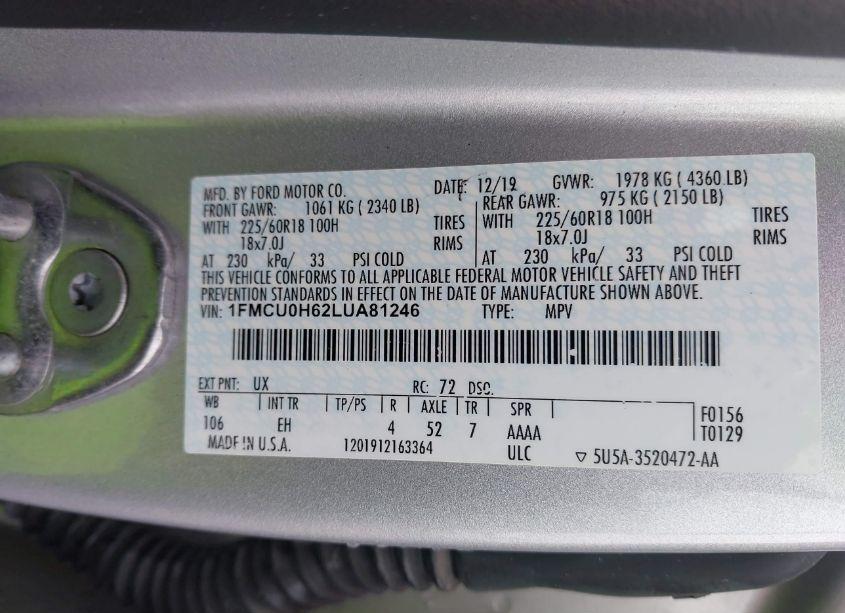 MFD. BY FORD MOTOR CO. DATE: 12/19 GVWR: 1978 KG ( 4360 LB)
FRONT GAWR: 1061 KG ( 2340 LB) REAR GAWR: 975 KG ( 2150 LB)
WITH 225/60R18 100H TIRES WITH 225/60R18 100H TIRES
18x7.0J RIMS 18x7.0J RIMS
AT 230 kPa/ 33 PSI COLD AT 230 kPa/ 33 PSI COLD
THIS VEHICLE CONFORMS TO ALL APPLICABLE FEDERAL MOTOR VEHICLE SAFETY AND THEFT
PREVENTION STANDARDS IN EFFECT ON THE DATE OF MANUFACTURE SHOWN ABOVE.
VIN: 1FMCU0H62LUA81246 TYPE: MPV
EXT PNT: UX RC: 72 DSO:
WB INT TR TP/PS R AXLE TR SPR F0156
106 EH 4 52 7 AAAA T0129
MADE IN U.S.A. 1201912163364 ULC ▽ 5U5A-3520472-AA